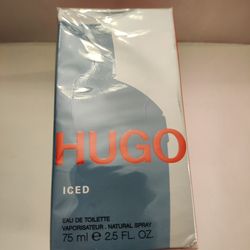 HUGO
ICED
EAU DE TOILETTE
VAPORISATEUR . NATURAL SPRAY
75 ml e 2.5 FL. OZ.